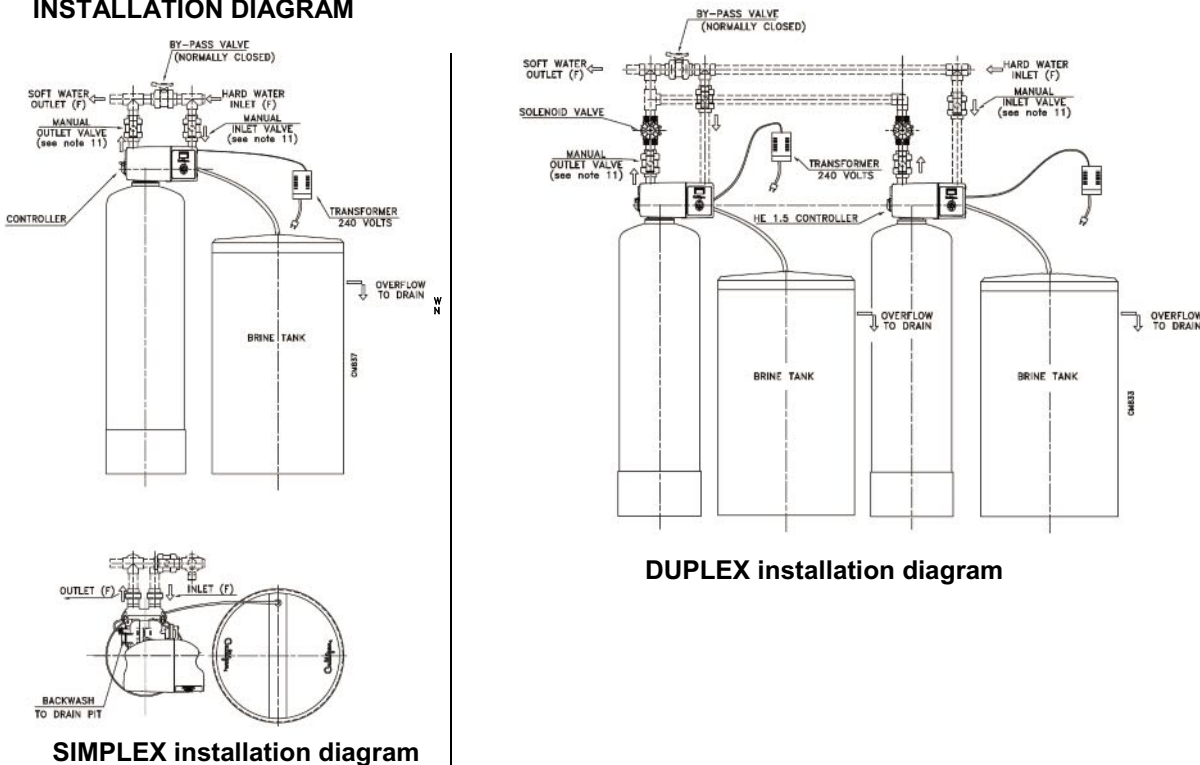 INSTALLATION DIAGRAM
BY-PASS VALVE
(NORMALLY CLOSED)
SOFT WATER
OUTLET (F)
HARD WATER
INLET (F)
MANUAL
OUTLET VALVE
(see note 11)
MANUAL
INLET VALVE
(see note 11)
CONTROLLER
TRANSFORMER
240 VOLTS
OVERFLOW
TO DRAIN
W
N
BRINE TANK
CM837
OUTLET (F)
INLET (F)
Culligan
Culligan
BACKWASH
TO DRAIN PIT
SIMPLEX installation diagram
BY-PASS VALVE
(NORMALLY CLOSED)
SOFT WATER
OUTLET (F)
HARD WATER
INLET (F)
SOLENOID VALVE
MANUAL
INLET VALVE
(see note 11)
MANUAL
OUTLET VALVE
(see note 11)
TRANSFORMER
240 VOLTS
HE 1.5 CONTROLLER
OVERFLOW
TO DRAIN
OVERFLOW
TO DRAIN
BRINE TANK
BRINE TANK
CM833
DUPLEX installation diagram